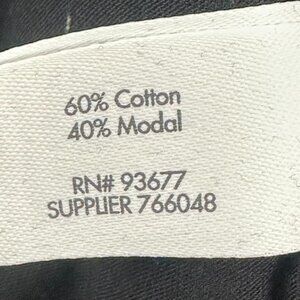 60% Cotton
40% Modal
RN# 93677
SUPPLIER 766048